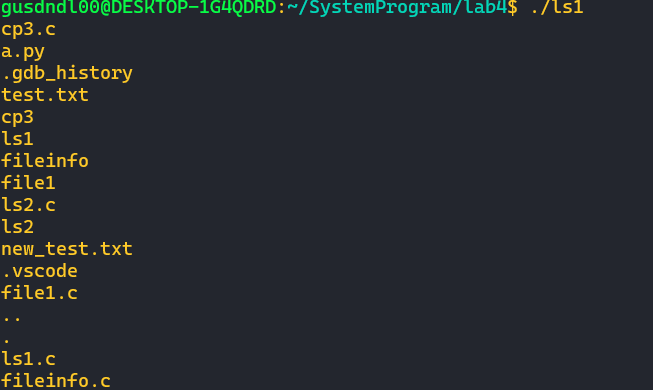 gusdndl00@DESKTOP-1G4QDRD:~/SystemProgram/lab4$ ./ls1
cp3.c
a.py
.gdb_history
test.txt
cp3
ls1
fileinfo
file1
ls2.c
ls2
new_test.txt
.vscode
file1.c
..
.
ls1.c
fileinfo.c